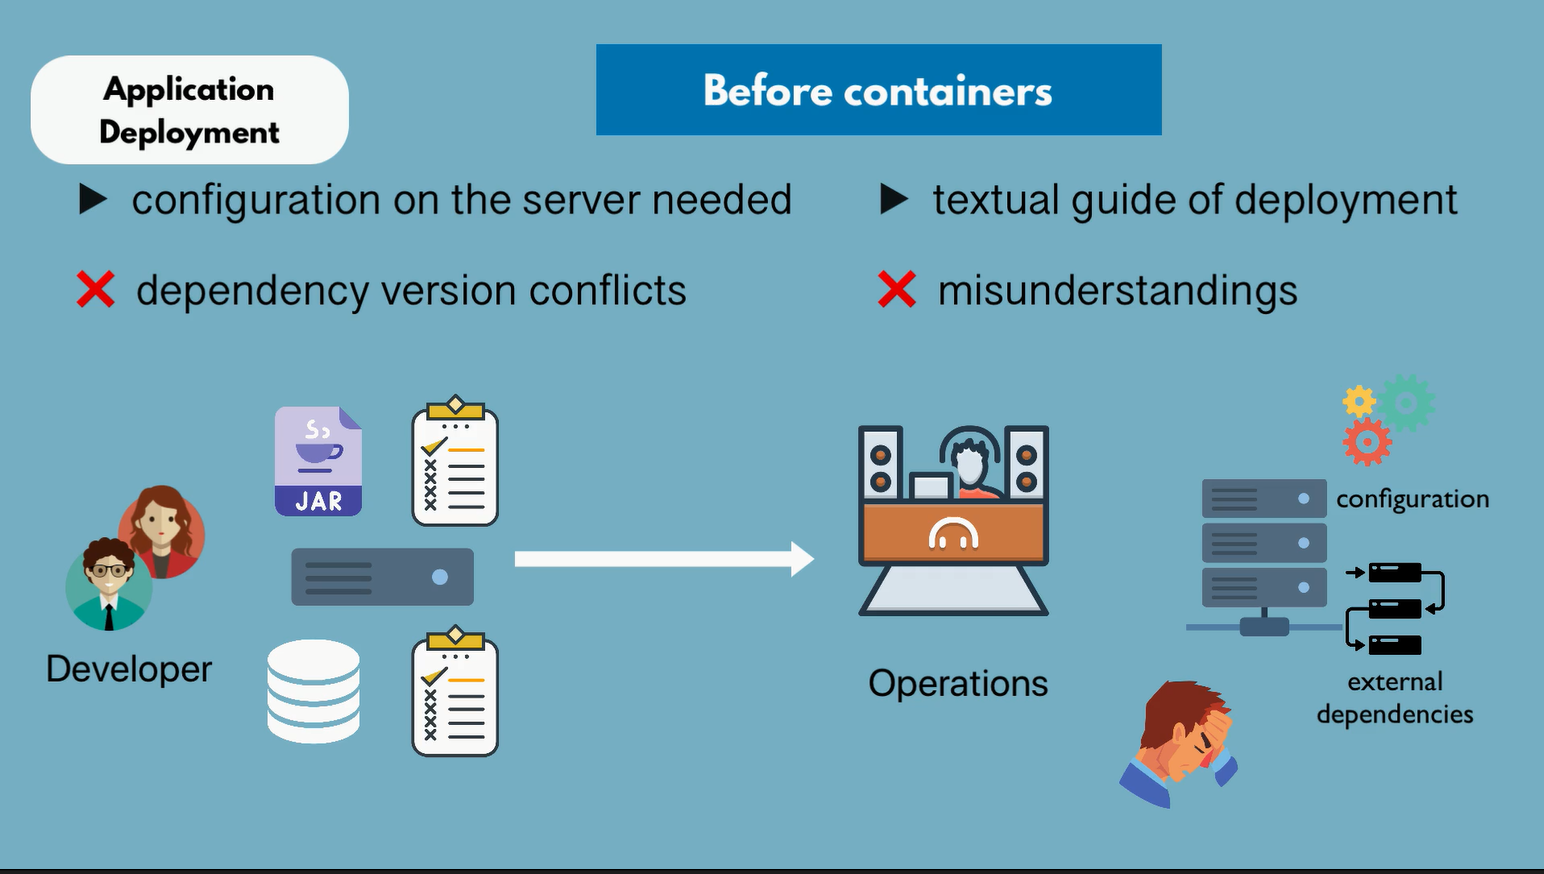 Application
Deployment
Before containers
configuration on the server needed
textual guide of deployment
dependency version conflicts
misunderstandings
JAR
configuration
Developer
Operations
external
dependencies